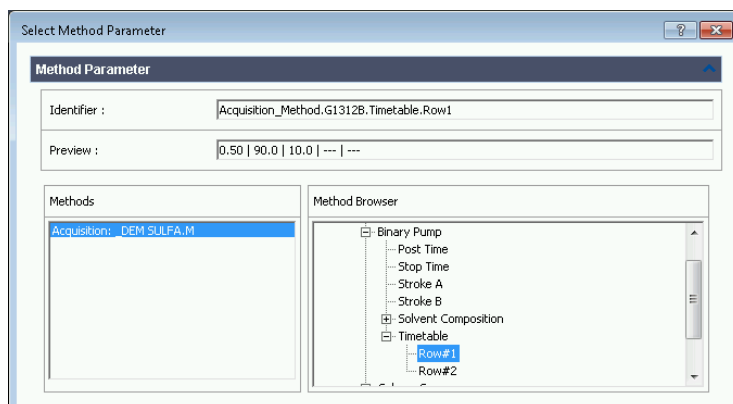 Select Method Parameter
Method Parameter
Identifier :
Acquisition_Method.G1312B.Timetable.Row1
Preview :
0.50 | 90.0 | 10.0 | --- | ---
Methods
Acquisition: _DEM SULFA.M
Method Browser
Binary Pump
Post Time
Stop Time
Stroke A
Stroke B
Solvent Composition
Timetable
Row#1
Row#2